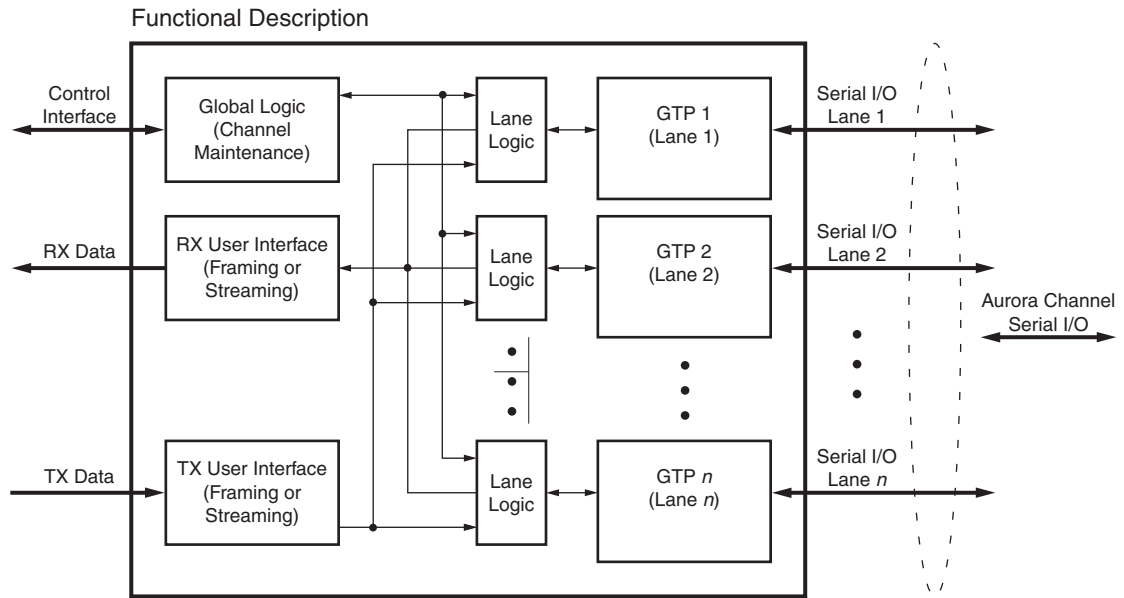 Functional Description
Control
Interface
Global Logic
(Channel
Maintenance)
Lane
Logic
GTP 1
(Lane 1)
Serial I/O
Lane 1
RX Data
RX User Interface
(Framing or
Streaming)
Lane
Logic
GTP 2
(Lane 2)
Serial I/O
Lane 2
Aurora Channel
Serial I/O
TX Data
TX User Interface
(Framing or
Streaming)
Lane
Logic
GTP n
(Lane n)
Serial I/O
Lane n